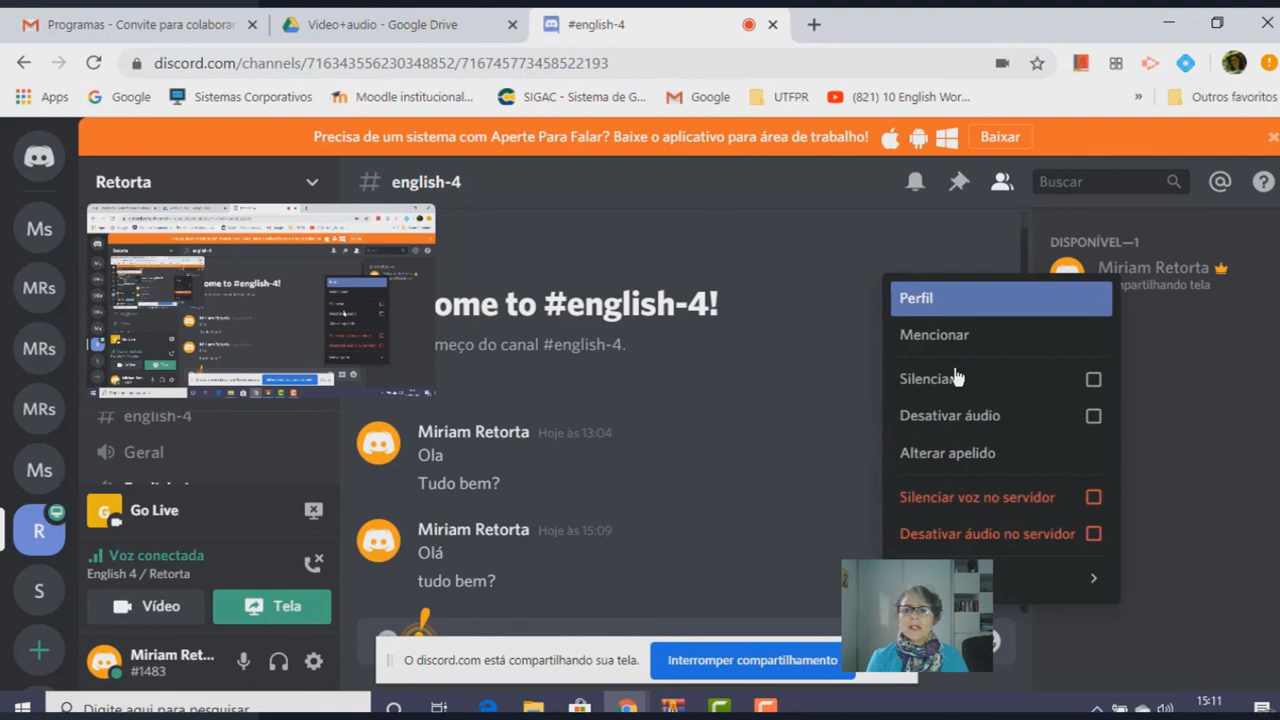 Programas - Convite para colaborar
Video+audio - Google Drive
#english-4
discord.com/channels/716343556230348852/716745773458522193
Apps
Google
Sistemas Corporativos
Moodle institucional...
SIGAC - Sistema de G...
Google
UTFPR
(821) 10 English Wor...
»
Outros favoritos
Precisa de um sistema com Aperte Para Falar? Baixe o aplicativo para área de trabalho!
Baixar
Retorta
# english-4
Buscar
Ms
MRs
MRs
MRs
Ms
R
S
ome to #english-4!
meço do canal #english-4.
# english-4
Geral
DISPONÍVEL—1
Miriam Retorta
Perfil
Mencionar
Silenciar
Desativar áudio
Alterar apelido
Silenciar voz no servidor
Desativar áudio no servidor
Miriam Retorta Hoje às 13:04
Ola
Tudo bem?
Miriam Retorta Hoje às 15:09
Olá
tudo bem?
Go Live
Voz conectada
English 4 / Retorta
Vídeo
Tela
Miriam Ret...
#1483
O discord.com está compartilhando sua tela.
Interromper compartilhamento
Digite aqui para pesquisar
15:11